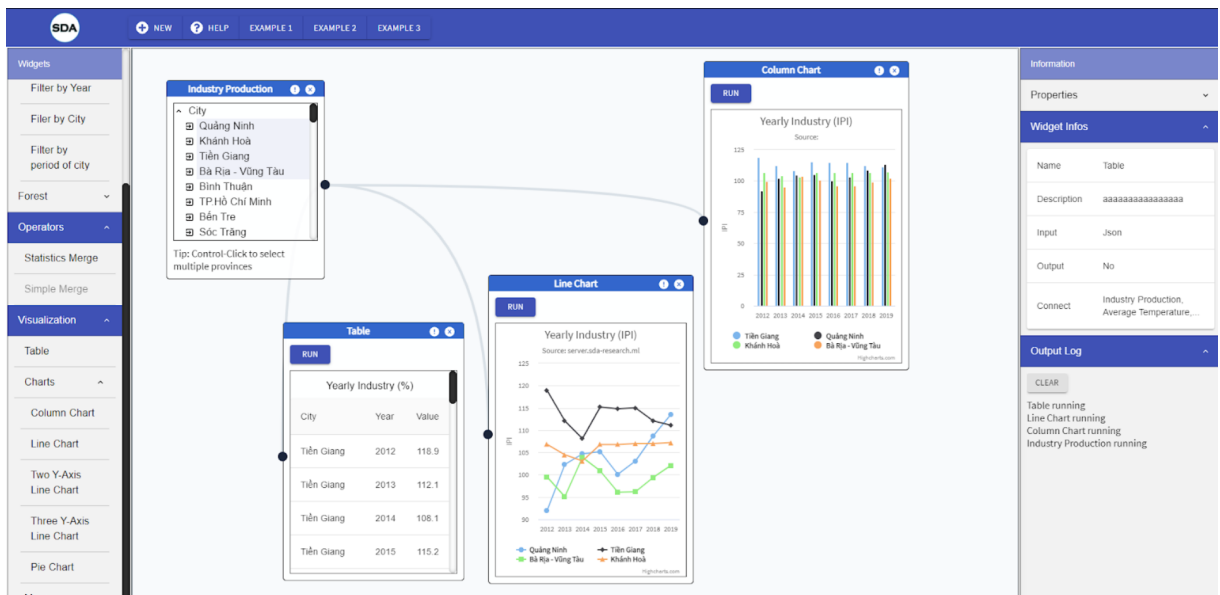 SDA
NEW
HELP
EXAMPLE 1
EXAMPLE 2
EXAMPLE 3
Widgets
Filter by Year
Filer by City
Filter by
period of city
Forest
Operators
Statistics Merge
Simple Merge
Visualization
Table
Charts
Column Chart
Line Chart
Two Y-Axis
Line Chart
Three Y-Axis
Line Chart
Pie Chart
Industry Production
City
Quảng Ninh
Khánh Hoà
Tiền Giang
Bà Rịa - Vũng Tàu
Bình Thuận
TP.Hồ Chí Minh
Bến Tre
Sóc Trăng
Tip: Control-Click to select
multiple provinces
Table
RUN
Yearly Industry (%)
City Year Value
Tiền Giang 2012 118.9
Tiền Giang 2013 112.1
Tiền Giang 2014 108.1
Tiền Giang 2015 115.2
Line Chart
RUN
Yearly Industry (IPI)
Source: server.sda-research.ml
125
120
115
110
105
100
95
90
IPI
2012 2013 2014 2015 2016 2017 2018 2019
Quảng Ninh Tiền Giang
Bà Rịa - Vũng Tàu Khánh Hoà
Highcharts.com
Column Chart
RUN
Yearly Industry (IPI)
Source:
125
100
75
50
25
0
IPI
2012 2013 2014 2015 2016 2017 2018 2019
Tiền Giang Quảng Ninh
Khánh Hoà Bà Rịa - Vũng Tàu
Highcharts.com
Information
Properties
Widget Infos
Name Table
Description aaaaaaaaaaaaaaaa
Input Json
Output No
Connect Industry Production,
Average Temperature,...
Output Log
CLEAR
Table running
Line Chart running
Column Chart running
Industry Production running